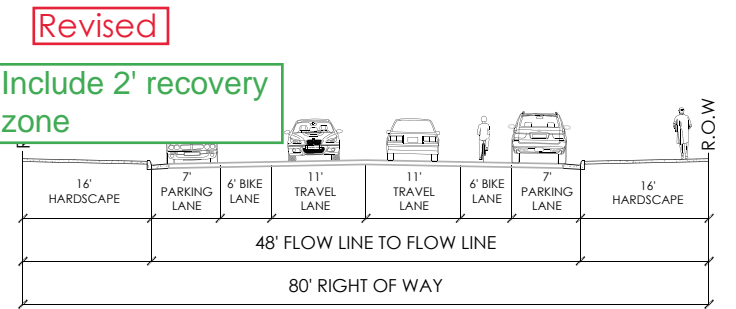 Revised
Include 2' recovery
zone
R.O.W
16'
HARDSCAPE
7'
PARKING
LANE
6' BIKE
LANE
11'
TRAVEL
LANE
11'
TRAVEL
LANE
6' BIKE
LANE
7'
PARKING
LANE
16'
HARDSCAPE
48' FLOW LINE TO FLOW LINE
80' RIGHT OF WAY